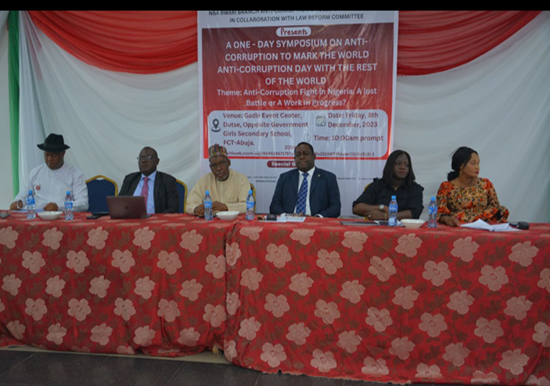 NBA BWARI BRANCH ANTI-
IN COLLABORATION WITH LAW REFORM COMMITTEE
Presents
A ONE - DAY SYMPOSIUM ON ANTI-
CORRUPTION TO MARK THE WORLD
ANTI-CORRUPTION DAY WITH THE REST
OF THE WORLD
Theme: Anti-Corruption Fight in Nigeria: A lost
Battle or A Work in Progress?
Venue: Gadio Event Center,
Dutse, Opposite Government
Girls Secondary School,
FCT-Abuja.
Date: Friday, 8th
December, 2023
Time: 10:00am prompt
Special